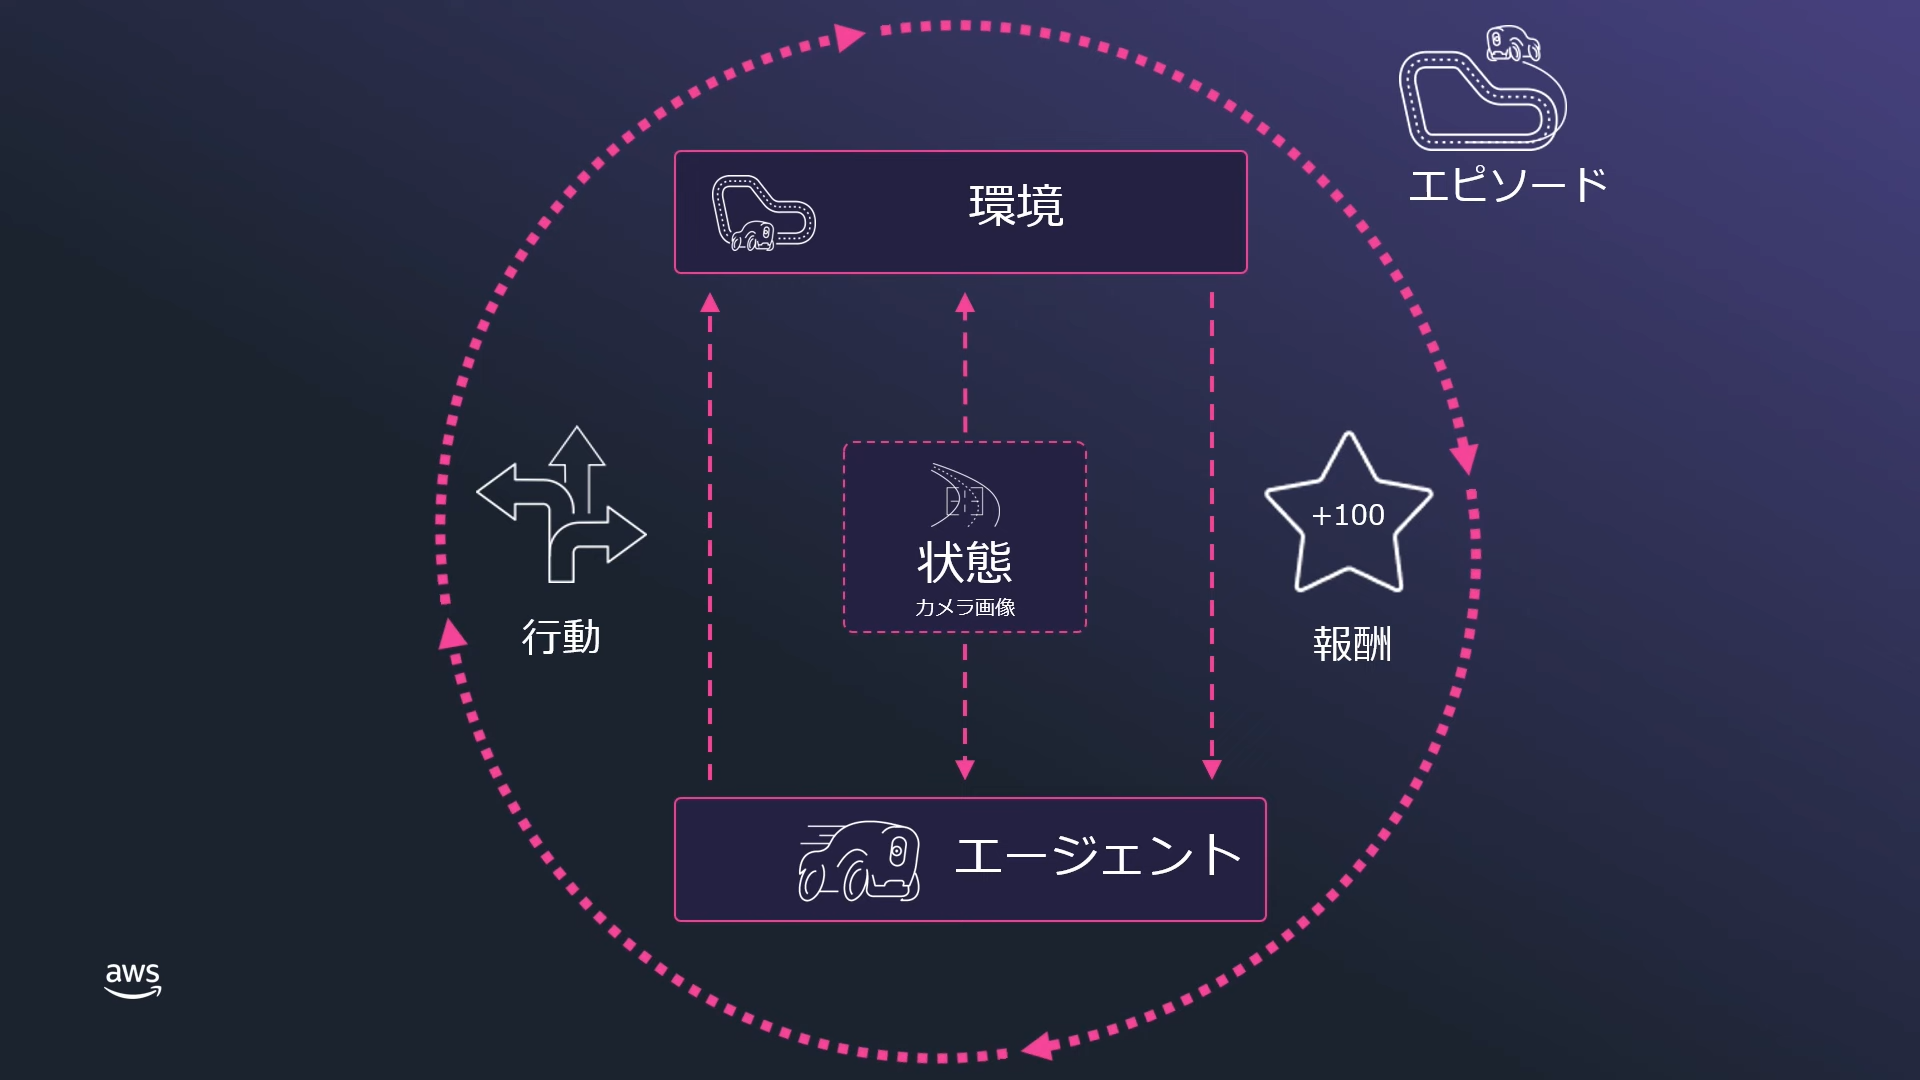 エピソード
環境
行動
状態
カメラ画像
+100
報酬
エージェント
aws